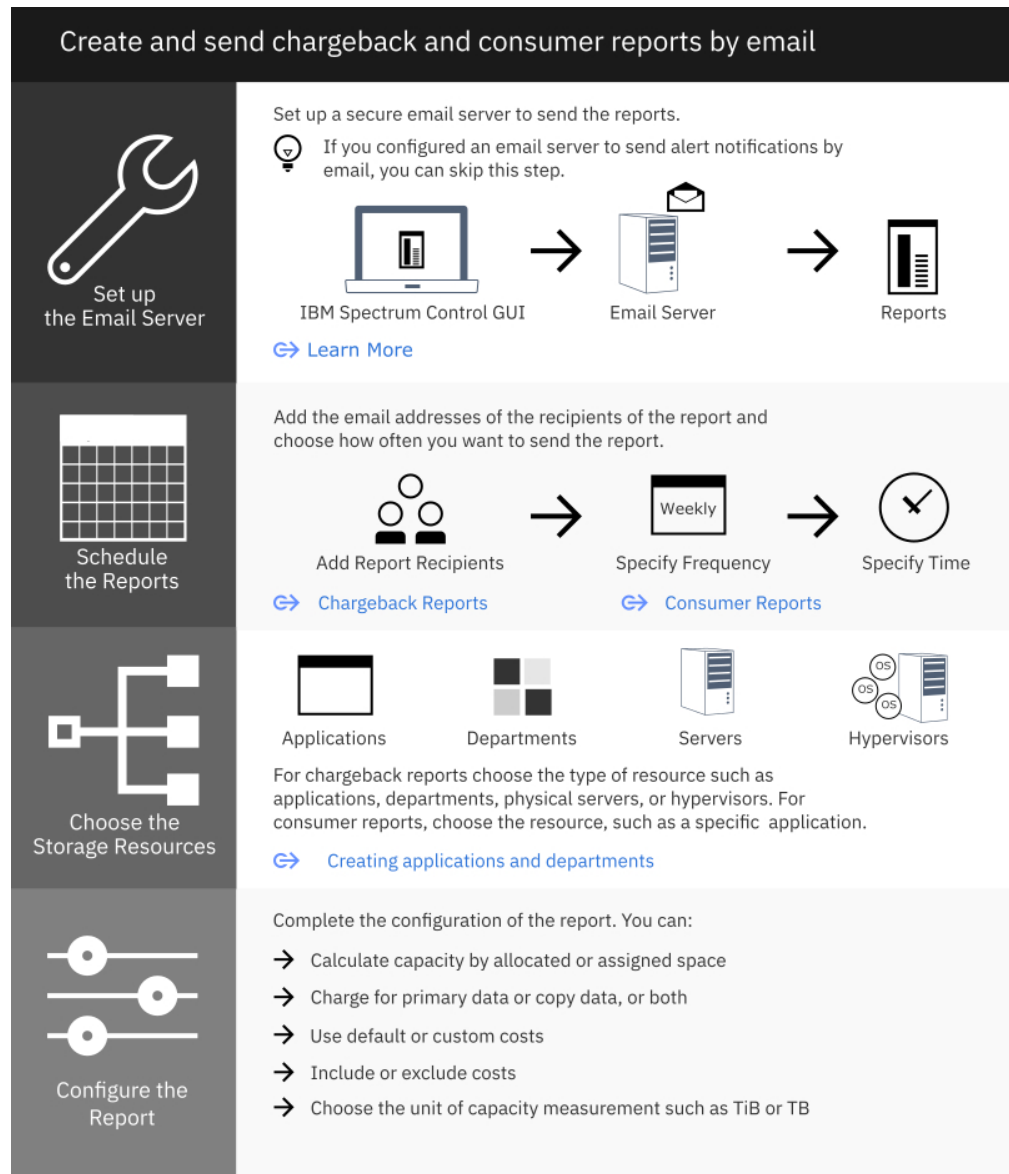 Create and send chargeback and consumer reports by email
Set up
the Email Server
Set up a secure email server to send the reports.
If you configured an email server to send alert notifications by
email, you can skip this step.
IBM Spectrum Control GUI
Email Server
Reports
Learn More
Schedule
the Reports
Add the email addresses of the recipients of the report and
choose how often you want to send the report.
Weekly
Add Report Recipients
Specify Frequency
Specify Time
Chargeback Reports
Consumer Reports
Choose the
Storage Resources
OS
OS
OS
Applications
Departments
Servers
Hypervisors
For chargeback reports choose the type of resource such as
applications, departments, physical servers, or hypervisors. For
consumer reports, choose the resource, such as a specific application.
Creating applications and departments
Configure the
Report
Complete the configuration of the report. You can:
Calculate capacity by allocated or assigned space
Charge for primary data or copy data, or both
Use default or custom costs
Include or exclude costs
Choose the unit of capacity measurement such as TiB or TB